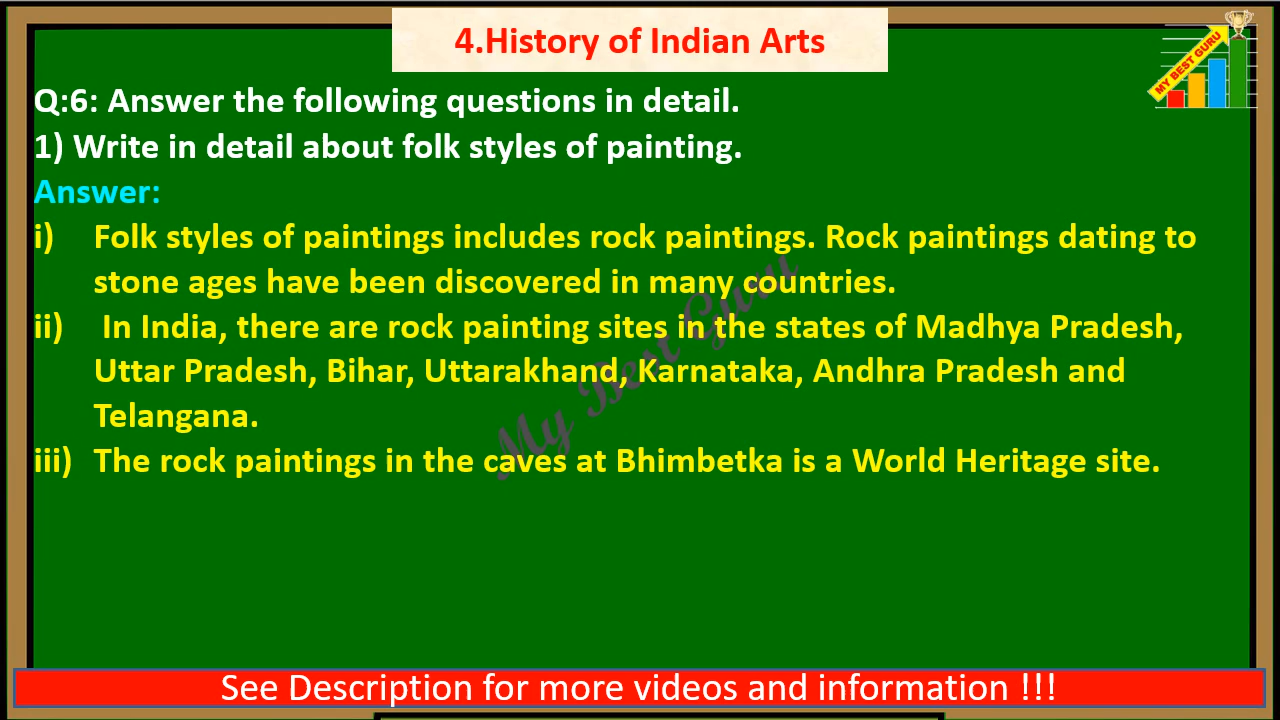 4.History of Indian Arts
MY BEST GURU
Q:6: Answer the following questions in detail.
1) Write in detail about folk styles of painting.
Answer:
i) Folk styles of paintings includes rock paintings. Rock paintings dating to
stone ages have been discovered in many countries.
ii) In India, there are rock painting sites in the states of Madhya Pradesh,
Uttar Pradesh, Bihar, Uttarakhand, Karnataka, Andhra Pradesh and
Telangana.
iii) The rock paintings in the caves at Bhimbetka is a World Heritage site.
My Best Guru
See Description for more videos and information !!!